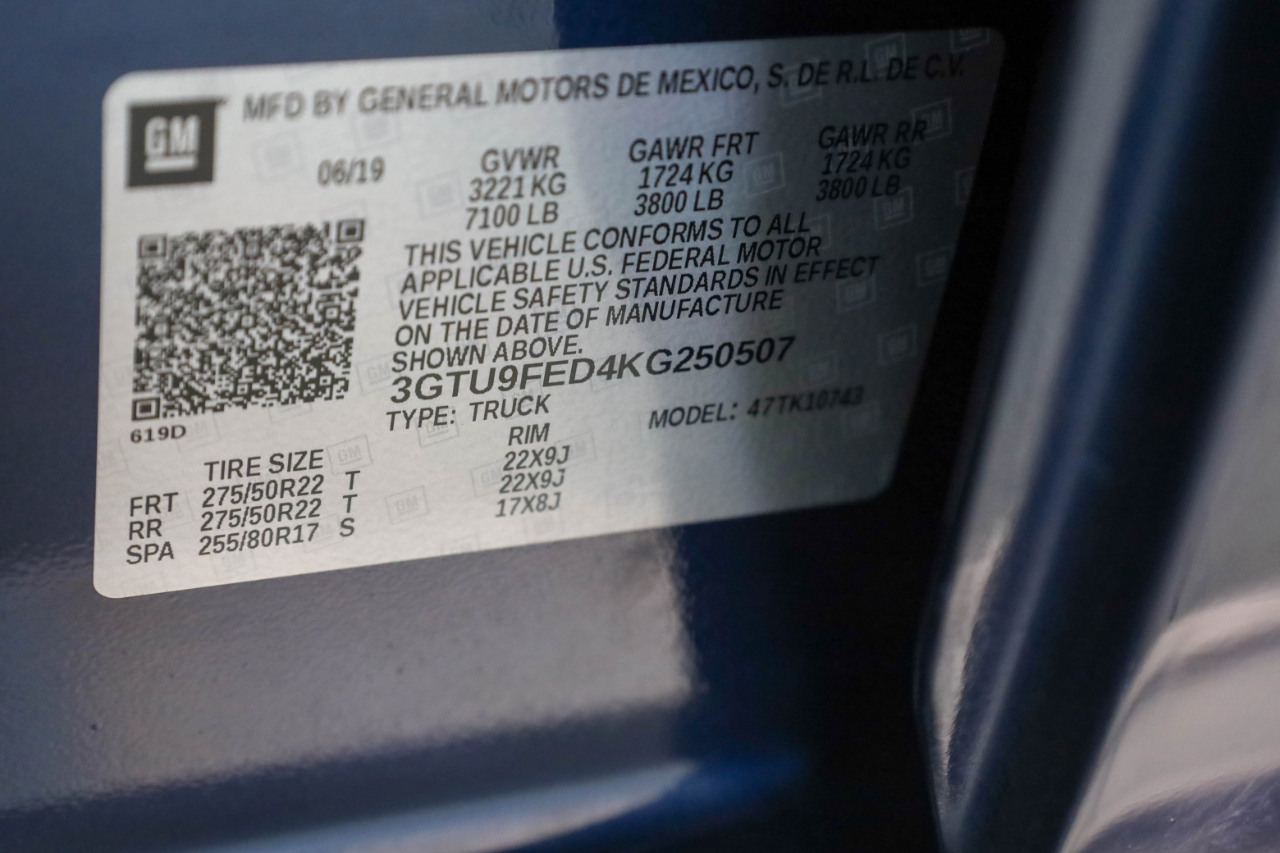 GM
MFD BY GENERAL MOTORS DE MEXICO, S. DE R.L. DE C.V.
06/19
GVWR GAWR FRT GAWR RR
3221 KG 1724 KG 1724 KG
7100 LB 3800 LB 3800 LB
THIS VEHICLE CONFORMS TO ALL
APPLICABLE U.S. FEDERAL MOTOR
VEHICLE SAFETY STANDARDS IN EFFECT
ON THE DATE OF MANUFACTURE
SHOWN ABOVE.
3GTU9FED4KG250507
TYPE: TRUCK MODEL: 47TK10743
619D
TIRE SIZE RIM
FRT 275/50R22 T 22X9J
RR 275/50R22 T 22X9J
SPA 255/80R17 S 17X8J